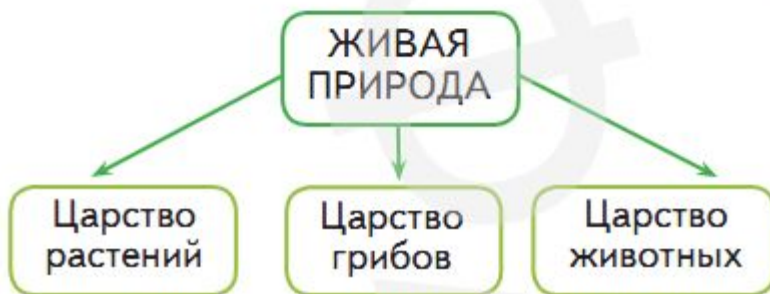 ЖИВАЯ
ПРИРОДА
Царство
растений
Царство
грибов
Царство
животных